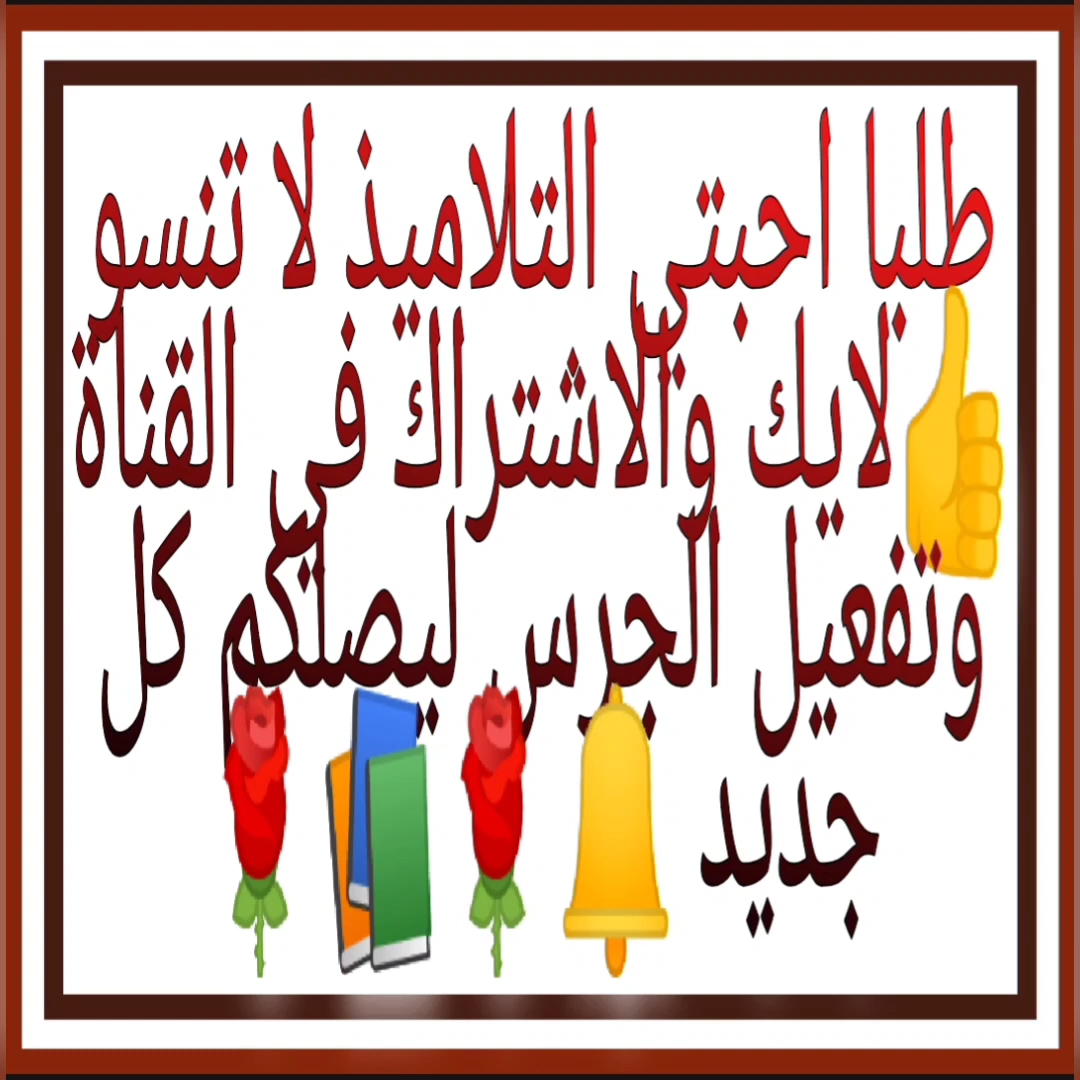 طلبا احبتي التلاميذ لا تنسو
👍لايك والاشتراك في القناة
وتفعيل الجرس ليصلكم كل
جديد 🔔🌹📚🌹